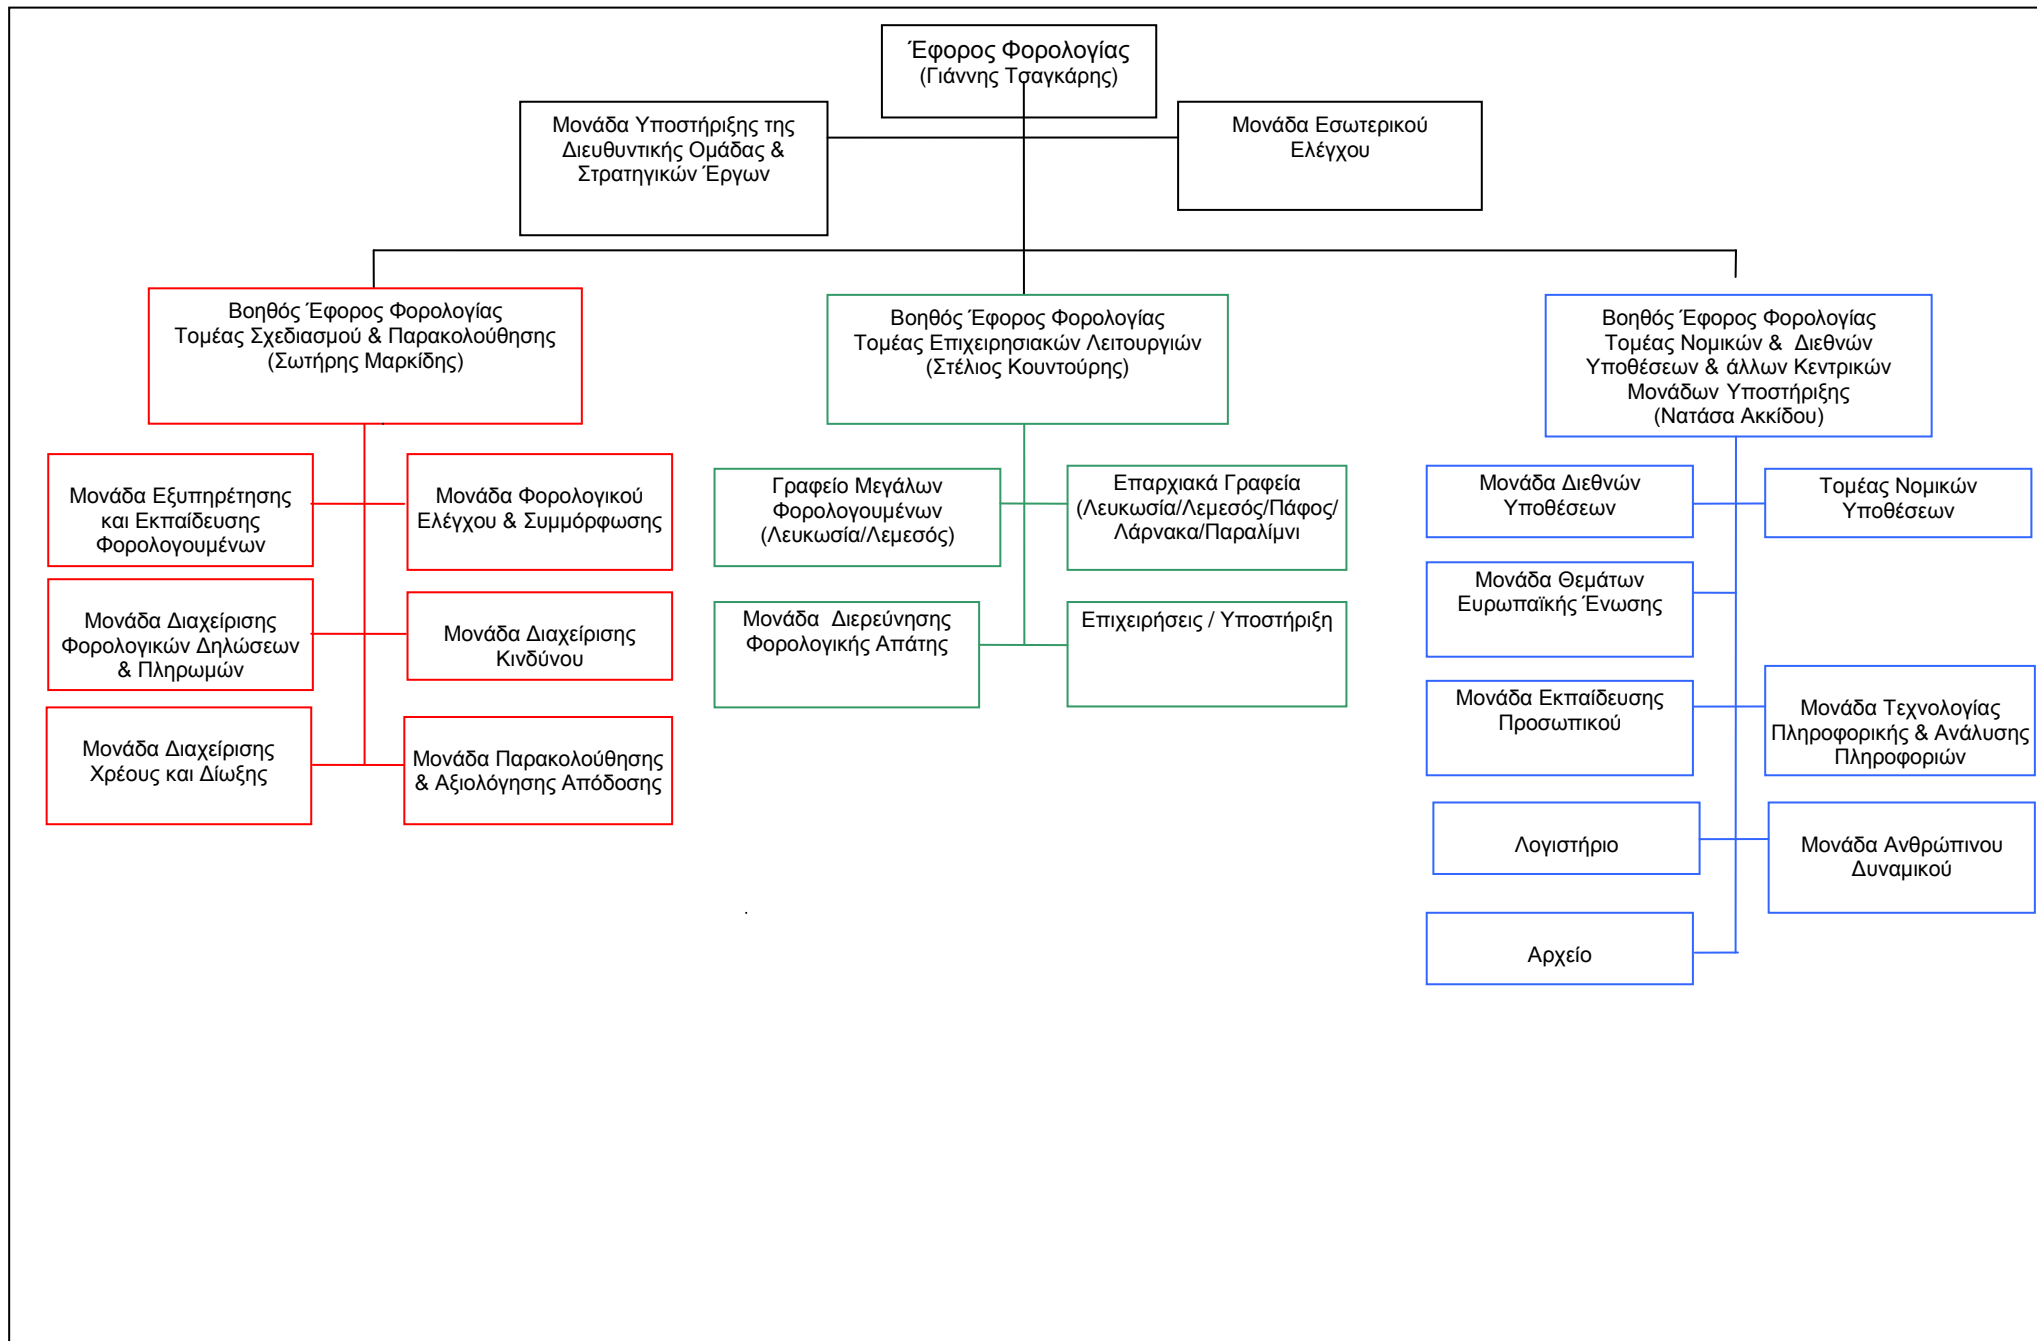 Έφορος Φορολογίας
(Γιάννης Τσαγκάρης)
Μονάδα Υποστήριξης της
Διευθυντικής Ομάδας &
Στρατηγικών Έργων
Μονάδα Εσωτερικού
Ελέγχου
Βοηθός Έφορος Φορολογίας
Τομέας Σχεδιασμού & Παρακολούθησης
(Σωτήρης Μαρκίδης)
Βοηθός Έφορος Φορολογίας
Τομέας Επιχειρησιακών Λειτουργιών
(Στέλιος Κουντούρης)
Βοηθός Έφορος Φορολογίας
Τομέας Νομικών & Διεθνών
Υποθέσεων & άλλων Κεντρικών
Μονάδων Υποστήριξης
(Νατάσα Ακκίδου)
Μονάδα Εξυπηρέτησης
και Εκπαίδευσης
Φορολογουμένων
Μονάδα Φορολογικού
Ελέγχου & Συμμόρφωσης
Μονάδα Διαχείρισης
Φορολογικών Δηλώσεων
& Πληρωμών
Μονάδα Διαχείρισης
Κινδύνου
Μονάδα Διαχείρισης
Χρέους και Δίωξης
Μονάδα Παρακολούθησης
& Αξιολόγησης Απόδοσης
Γραφείο Μεγάλων
Φορολογουμένων
(Λευκωσία/Λεμεσός)
Επαρχιακά Γραφεία
(Λευκωσία/Λεμεσός/Πάφος/
Λάρνακα/Παραλίμνι
Μονάδα Διερεύνησης
Φορολογικής Απάτης
Επιχειρήσεις / Υποστήριξη
Μονάδα Διεθνών
Υποθέσεων
Τομέας Νομικών
Υποθέσεων
Μονάδα Θεμάτων
Ευρωπαϊκής Ένωσης
Μονάδα Εκπαίδευσης
Προσωπικού
Μονάδα Τεχνολογίας
Πληροφορικής & Ανάλυσης
Πληροφοριών
Λογιστήριο
Μονάδα Ανθρώπινου
Δυναμικού
Αρχείο